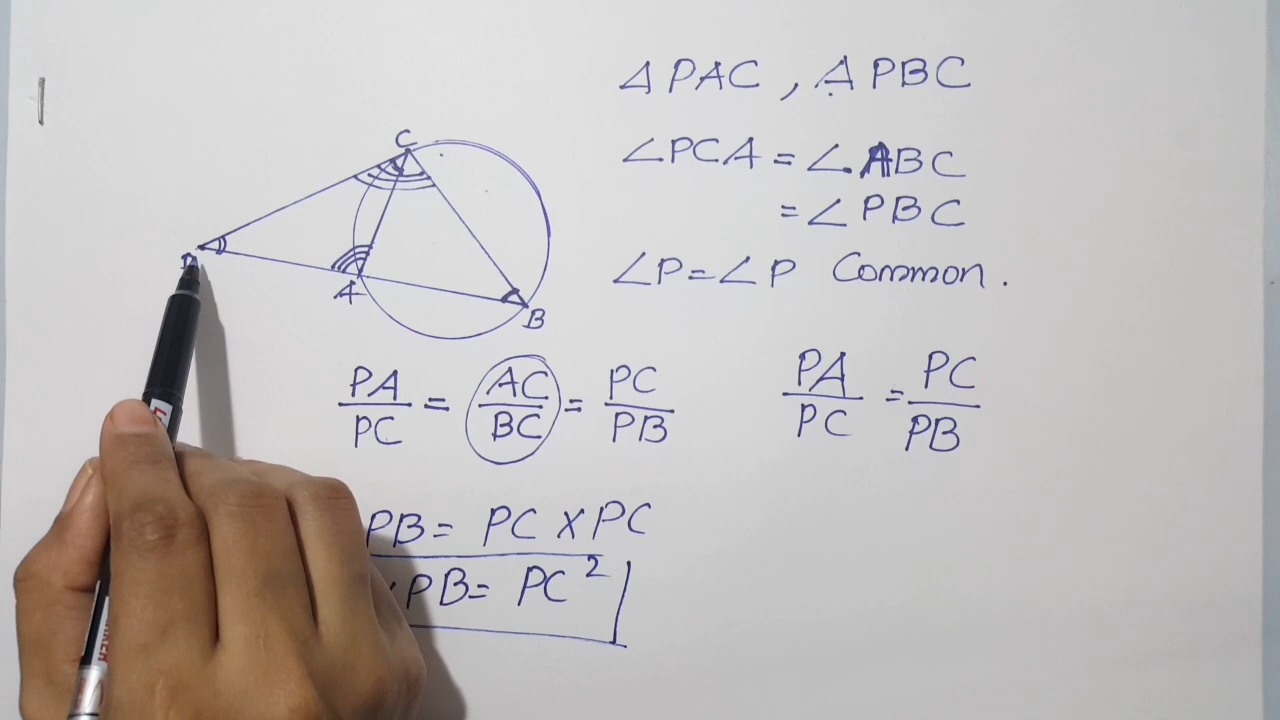 △PAC, △PBC
∠PCA = ∠ABC
= ∠PBC
∠P = ∠P Common.
C
P
A
B
PA/PC = AC/BC = PC/PB
PA/PC = PC/PB
PB = PC × PC
PB = PC²